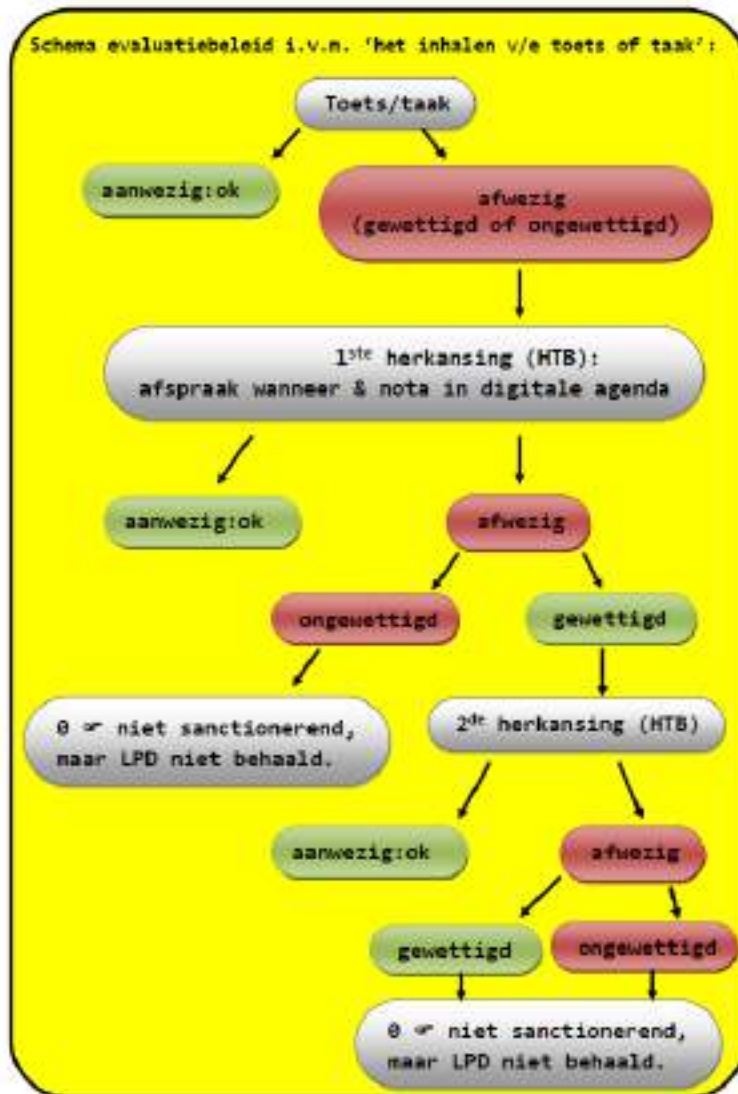 Schema evaluatiebeleid i.v.m. 'het inhalen v/e toets of taak':
Toets/taak
aanwezig:ok
afwezig
(gewettigd of ongewettigd)
1ste herkansing (HTB):
afspraak wanneer & nota in digitale agenda
aanwezig:ok
afwezig
ongewettigd
gewettigd
0 ☞ niet sanctionerend,
maar LPD niet behaald.
2de herkansing (HTB)
aanwezig:ok
afwezig
gewettigd
ongewettigd
0 ☞ niet sanctionerend,
maar LPD niet behaald.